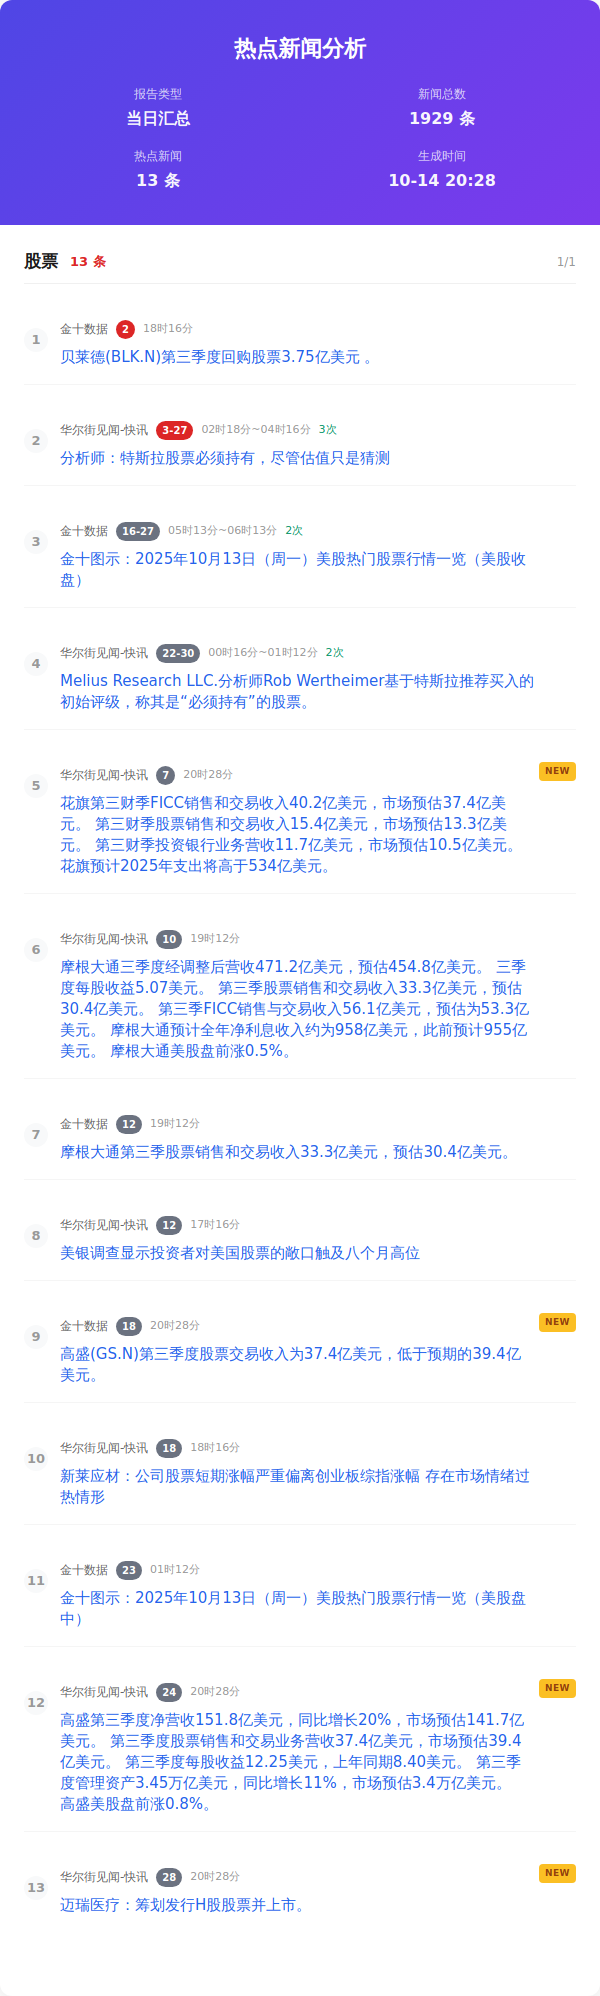 热点新闻分析
报告类型
当日汇总
新闻总数
1929 条
热点新闻
13 条
生成时间
10-14 20:28
股票 13 条 1/1
1
金十数据 2 18时16分
贝莱德(BLK.N)第三季度回购股票3.75亿美元 。
2
华尔街见闻-快讯 3-27 02时18分~04时16分 3次
分析师：特斯拉股票必须持有，尽管估值只是猜测
3
金十数据 16-27 05时13分~06时13分 2次
金十图示：2025年10月13日（周一）美股热门股票行情一览（美股收
盘）
4
华尔街见闻-快讯 22-30 00时16分~01时12分 2次
Melius Research LLC.分析师Rob Wertheimer基于特斯拉推荐买入的
初始评级，称其是“必须持有”的股票。
5
华尔街见闻-快讯 7 20时28分 NEW
花旗第三财季FICC销售和交易收入40.2亿美元，市场预估37.4亿美
元。 第三财季股票销售和交易收入15.4亿美元，市场预估13.3亿美
元。 第三财季投资银行业务营收11.7亿美元，市场预估10.5亿美元。
花旗预计2025年支出将高于534亿美元。
6
华尔街见闻-快讯 10 19时12分
摩根大通三季度经调整后营收471.2亿美元，预估454.8亿美元。 三季
度每股收益5.07美元。 第三季股票销售和交易收入33.3亿美元，预估
30.4亿美元。 第三季FICC销售与交易收入56.1亿美元，预估为53.3亿
美元。 摩根大通预计全年净利息收入约为958亿美元，此前预计955亿
美元。 摩根大通美股盘前涨0.5%。
7
金十数据 12 19时12分
摩根大通第三季股票销售和交易收入33.3亿美元，预估30.4亿美元。
8
华尔街见闻-快讯 12 17时16分
美银调查显示投资者对美国股票的敞口触及八个月高位
9
金十数据 18 20时28分 NEW
高盛(GS.N)第三季度股票交易收入为37.4亿美元，低于预期的39.4亿
美元。
10
华尔街见闻-快讯 18 18时16分
新莱应材：公司股票短期涨幅严重偏离创业板综指涨幅 存在市场情绪过
热情形
11
金十数据 23 01时12分
金十图示：2025年10月13日（周一）美股热门股票行情一览（美股盘
中）
12
华尔街见闻-快讯 24 20时28分 NEW
高盛第三季度净营收151.8亿美元，同比增长20%，市场预估141.7亿
美元。 第三季度股票销售和交易业务营收37.4亿美元，市场预估39.4
亿美元。 第三季度每股收益12.25美元，上年同期8.40美元。 第三季
度管理资产3.45万亿美元，同比增长11%，市场预估3.4万亿美元。
高盛美股盘前涨0.8%。
13
华尔街见闻-快讯 28 20时28分 NEW
迈瑞医疗：筹划发行H股股票并上市。